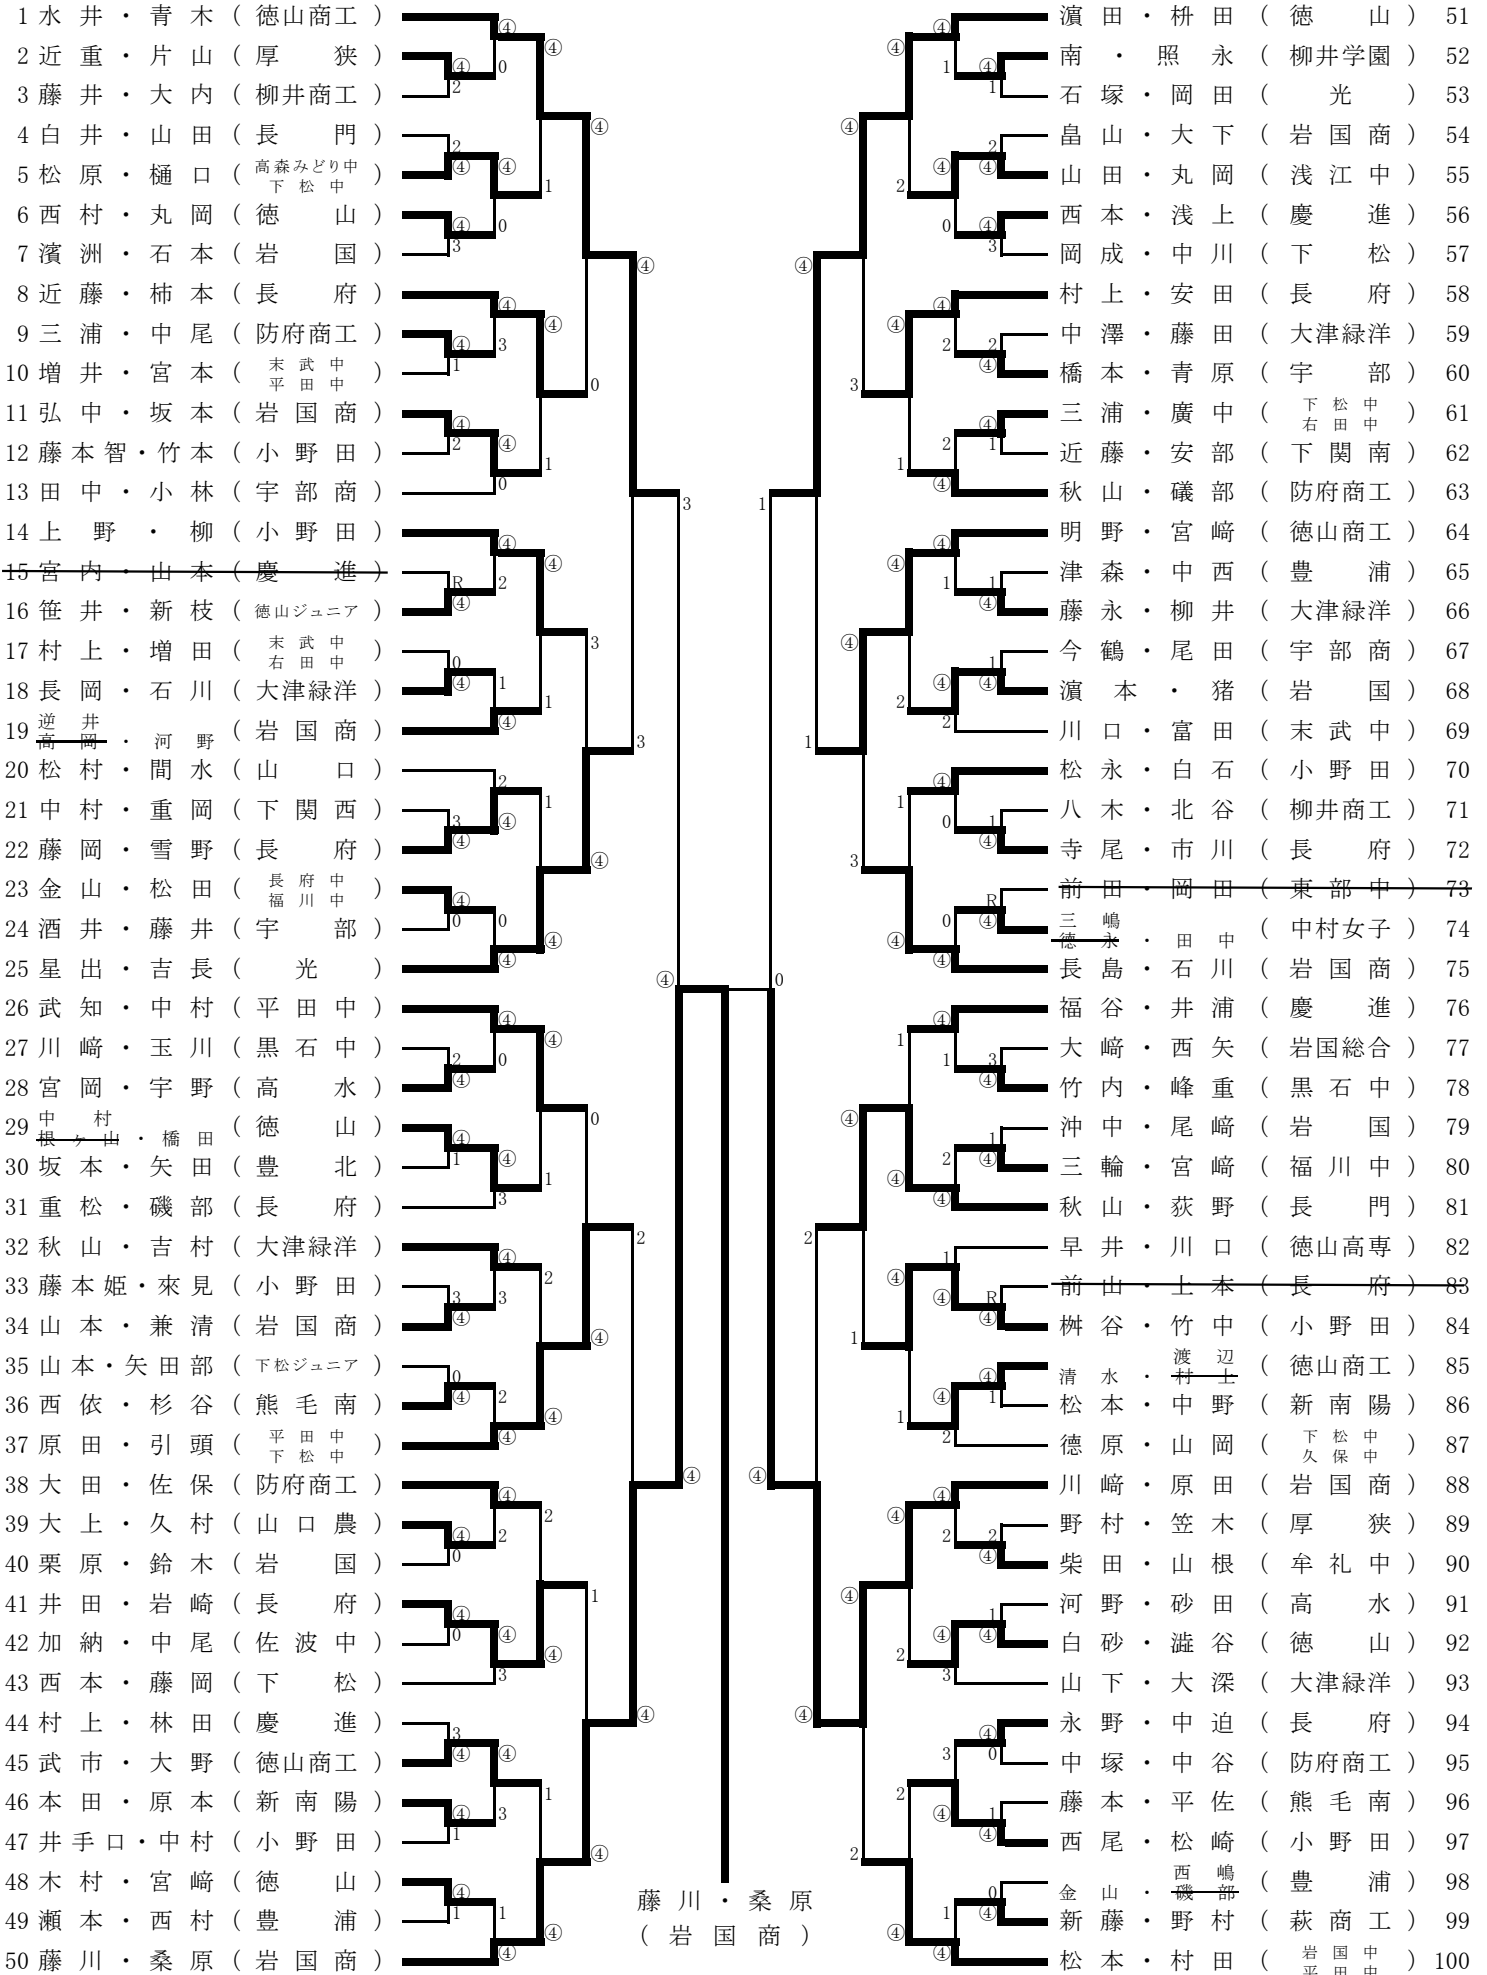 1 水井・青木（徳山商工）
2 近重・片山（厚狭）
3 藤井・大内（柳井商工）
4 白井・山田（長門）
5 松原・樋口（高森みどり中 下松中）
6 西村・丸岡（徳山）
7 濱洲・石本（岩国）
8 近藤・柿本（長府）
9 三浦・中尾（防府商工）
10 増井・宮本（末武中 平田中）
11 弘中・坂本（岩国商）
12 藤本智・竹本（小野田）
13 田中・小林（宇部商）
14 上野・柳（小野田）
15 宮内・山本（慶進）
16 笹井・新枝（徳山ジュニア）
17 村上・増田（末武中 右田中）
18 長岡・石川（大津緑洋）
19 逆井 高岡・河野（岩国商）
20 松村・間水（山口）
21 中村・重岡（下関西）
22 藤岡・雪野（長府）
23 金山・松田（長府中 福川中）
24 酒井・藤井（宇部）
25 星出・吉長（光）
26 武知・中村（平田中）
27 川崎・玉川（黒石中）
28 宮岡・宇野（高水）
29 中村 根ヶ山・橋田（徳山）
30 坂本・矢田（豊北）
31 重松・磯部（長府）
32 秋山・吉村（大津緑洋）
33 藤本姫・來見（小野田）
34 山本・兼清（岩国商）
35 山本・矢田部（下松ジュニア）
36 西依・杉谷（熊毛南）
37 原田・引頭（平田中 下松中）
38 大田・佐保（防府商工）
39 大上・久村（山口農）
40 栗原・鈴木（岩国）
41 井田・岩崎（長府）
42 加納・中尾（佐波中）
43 西本・藤岡（下松）
44 村上・林田（慶進）
45 武市・大野（徳山商工）
46 本田・原本（新南陽）
47 井手口・中村（小野田）
48 木村・宮﨑（徳山）
49 瀬本・西村（豊浦）
50 藤川・桑原（岩国商）
藤川・桑原
（岩国商）
濵田・枡田（徳山）51
南・照永（柳井学園）52
石塚・岡田（光）53
畠山・大下（岩国商）54
山田・丸岡（浅江中）55
西本・浅上（慶進）56
岡成・中川（下松）57
村上・安田（長府）58
中澤・藤田（大津緑洋）59
橋本・青原（宇部）60
三浦・廣中（下松中 右田中）61
近藤・安部（下関南）62
秋山・礒部（防府商工）63
明野・宮﨑（徳山商工）64
津森・中西（豊浦）65
藤永・柳井（大津緑洋）66
今鶴・尾田（宇部商）67
濵本・猪（岩国）68
川口・富田（末武中）69
松永・白石（小野田）70
八木・北谷（柳井商工）71
寺尾・市川（長府）72
前田・岡田（東部中）73
三嶋 徳永・田中（中村女子）74
長島・石川（岩国商）75
福谷・井浦（慶進）76
大﨑・西矢（岩国総合）77
竹内・峰重（黒石中）78
沖中・尾﨑（岩国）79
三輪・宮﨑（福川中）80
秋山・荻野（長門）81
早井・川口（徳山高専）82
前山・上本（長府）83
桝谷・竹中（小野田）84
清水・渡辺 村上（徳山商工）85
松本・中野（新南陽）86
德原・山岡（下松中 久保中）87
川﨑・原田（岩国商）88
野村・笠木（厚狭）89
柴田・山根（牟礼中）90
河野・砂田（高水）91
白砂・澁谷（徳山）92
山下・大深（大津緑洋）93
永野・中迫（長府）94
中塚・中谷（防府商工）95
藤本・平佐（熊毛南）96
西尾・松崎（小野田）97
金山・西嶋 磯部（豊浦）98
新藤・野村（萩商工）99
松本・村田（岩国中 平田中）100